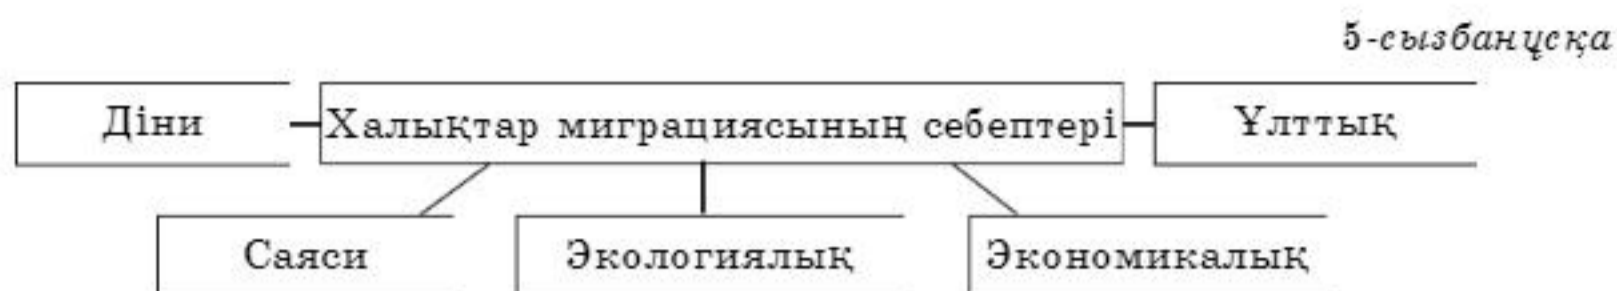 5-сызбанұсқа
Діни
Халықтар миграциясының себептері
Ұлттық
Саяси
Экологиялық
Экономикалық